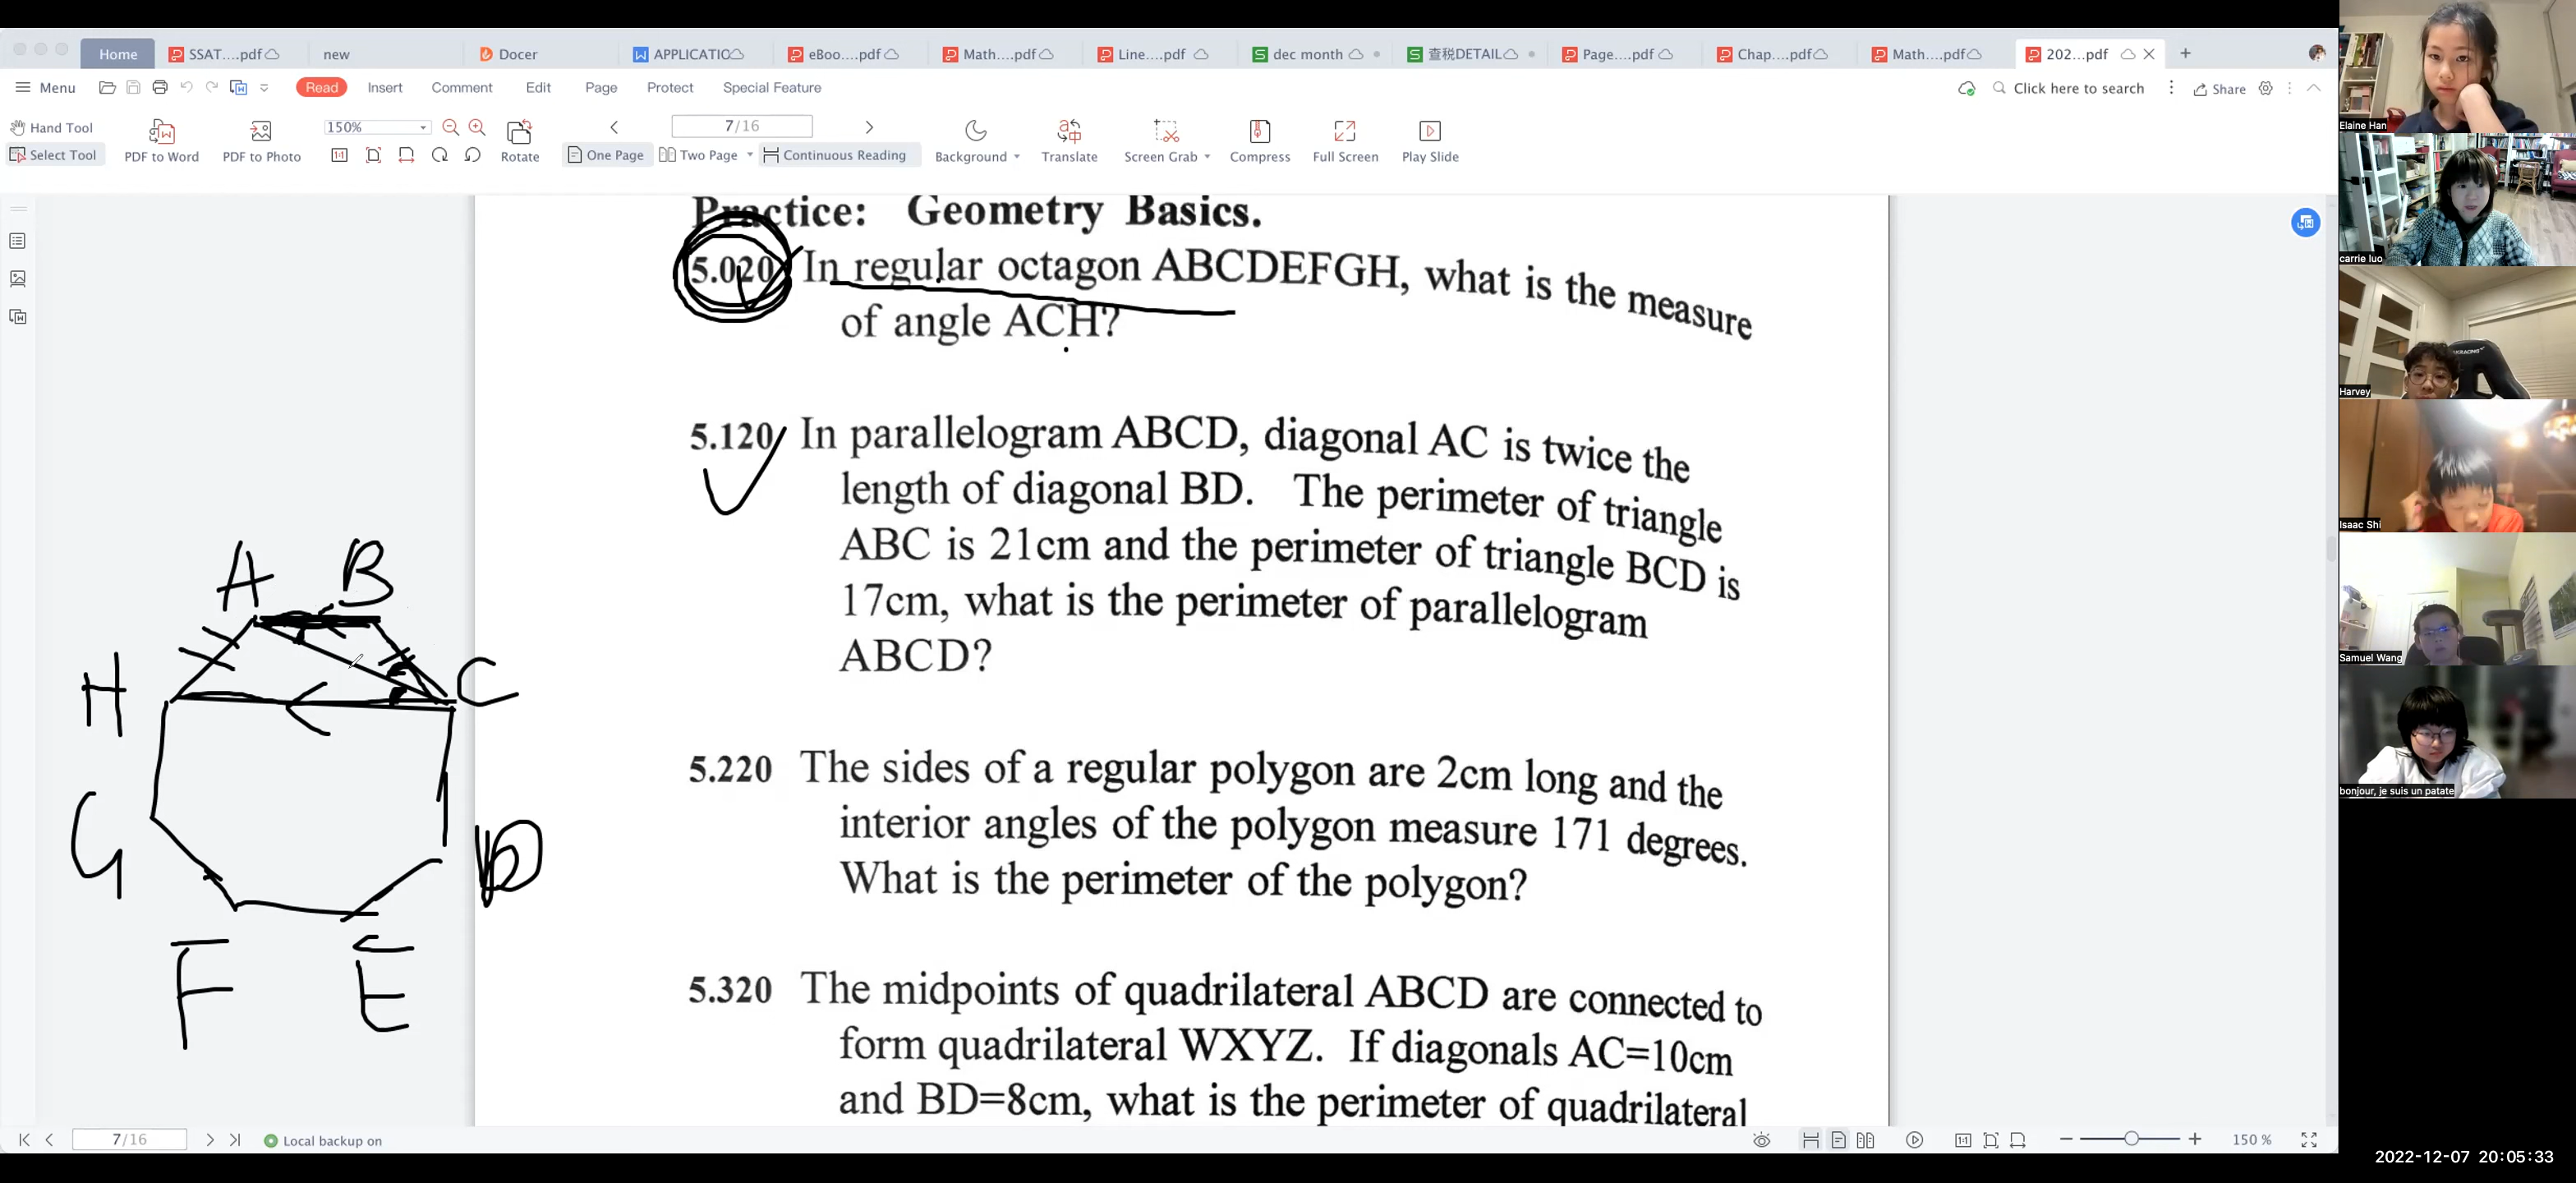 Home
SSAT....pdf
new
Docer
APPLICATIO
eBoo....pdf
Math....pdf
Line....pdf
dec month
查税DETAIL
Page....pdf
Chap....pdf
Math....pdf
202...pdf
Menu
Read
Insert
Comment
Edit
Page
Protect
Special Feature
Click here to search
Share
Hand Tool
Select Tool
PDF to Word
PDF to Photo
150%
Rotate
7/16
One Page
Two Page
Continuous Reading
Background
Translate
Screen Grab
Compress
Full Screen
Play Slide
Practice: Geometry Basics.
5.020 In regular octagon ABCDEFGH, what is the measure
of angle ACH?
5.120 In parallelogram ABCD, diagonal AC is twice the
length of diagonal BD. The perimeter of triangle
ABC is 21cm and the perimeter of triangle BCD is
17cm, what is the perimeter of parallelogram
ABCD?
5.220 The sides of a regular polygon are 2cm long and the
interior angles of the polygon measure 171 degrees.
What is the perimeter of the polygon?
5.320 The midpoints of quadrilateral ABCD are connected to
form quadrilateral WXYZ. If diagonals AC=10cm
and BD=8cm, what is the perimeter of quadrilateral
A B
H C
G D
F E
7/16
Local backup on
150 %
Elaine Han
carrie luo
Harvey
Isaac Shi
Samuel Wang
bonjour, je suis un patate
2022-12-07 20:05:33